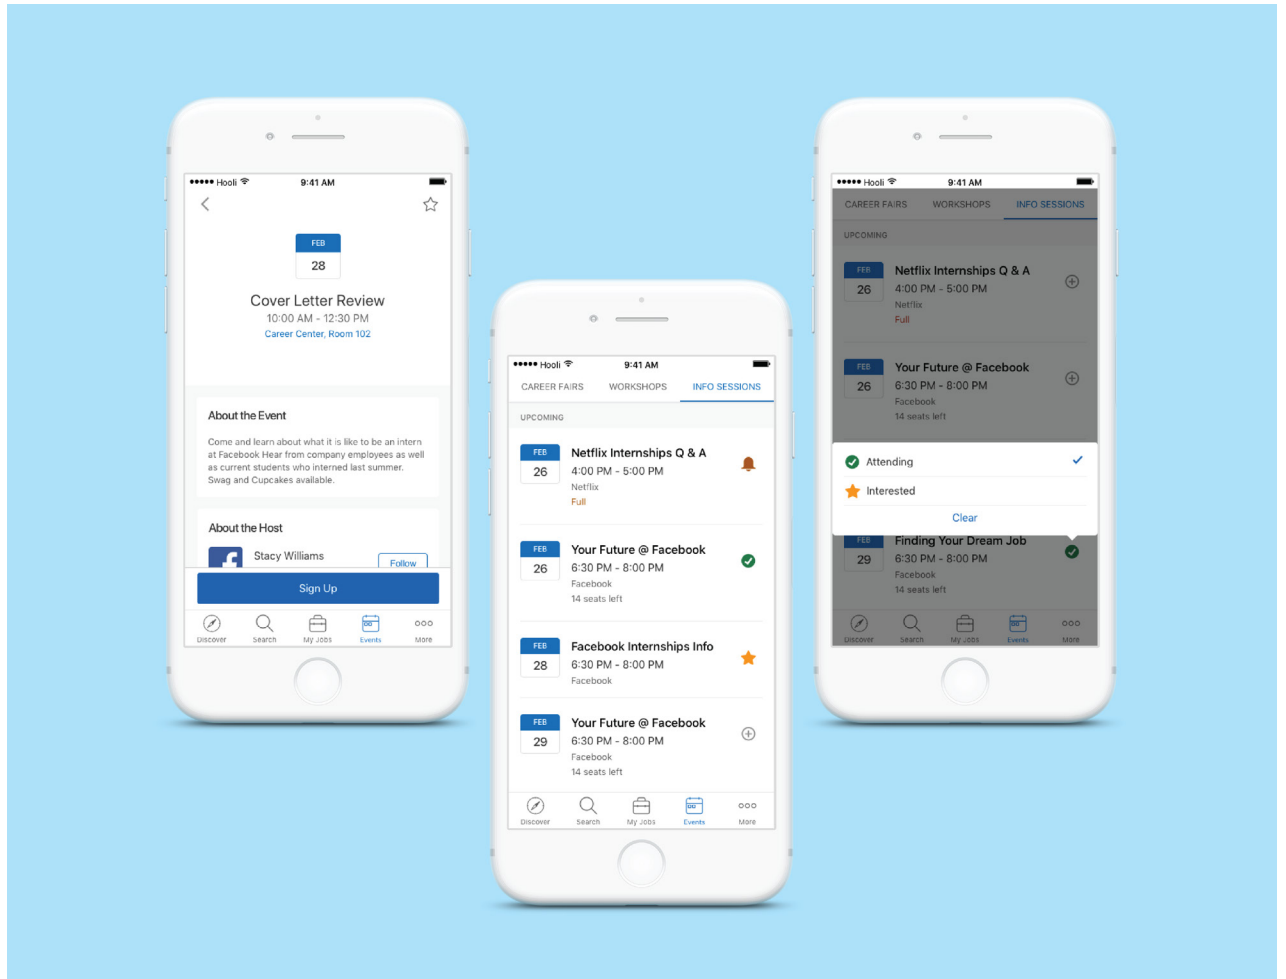 Hooli
9:41 AM
FEB
28
Cover Letter Review
10:00 AM - 12:30 PM
Career Center, Room 102
About the Event
Come and learn about what it is like to be an intern
at Facebook Hear from company employees as well
as current students who interned last summer.
Swag and Cupcakes available.
About the Host
Stacy Williams
Follow
Sign Up
Discover
Search
My Jobs
Events
More
Hooli
9:41 AM
CAREER FAIRS
WORKSHOPS
INFO SESSIONS
UPCOMING
FEB
26
Netflix Internships Q & A
4:00 PM - 5:00 PM
Netflix
Full
FEB
26
Your Future @ Facebook
6:30 PM - 8:00 PM
Facebook
14 seats left
FEB
28
Facebook Internships Info
6:30 PM - 8:00 PM
Facebook
FEB
29
Your Future @ Facebook
6:30 PM - 8:00 PM
Facebook
14 seats left
Discover
Search
My Jobs
Events
More
Hooli
9:41 AM
CAREER FAIRS
WORKSHOPS
INFO SESSIONS
UPCOMING
FEB
26
Netflix Internships Q & A
4:00 PM - 5:00 PM
Netflix
Full
FEB
26
Your Future @ Facebook
6:30 PM - 8:00 PM
Facebook
14 seats left
Attending
Interested
Clear
FEB
29
Finding Your Dream Job
6:30 PM - 8:00 PM
Facebook
14 seats left
Discover
Search
My Jobs
Events
More